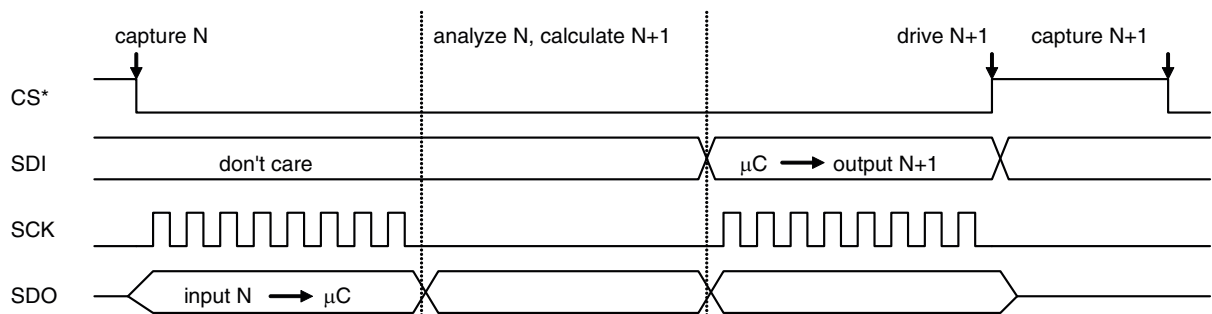 capture N
analyze N, calculate N+1
drive N+1
capture N+1
CS*
SDI
don't care
μC
output N+1
SCK
SDO
input N
μC